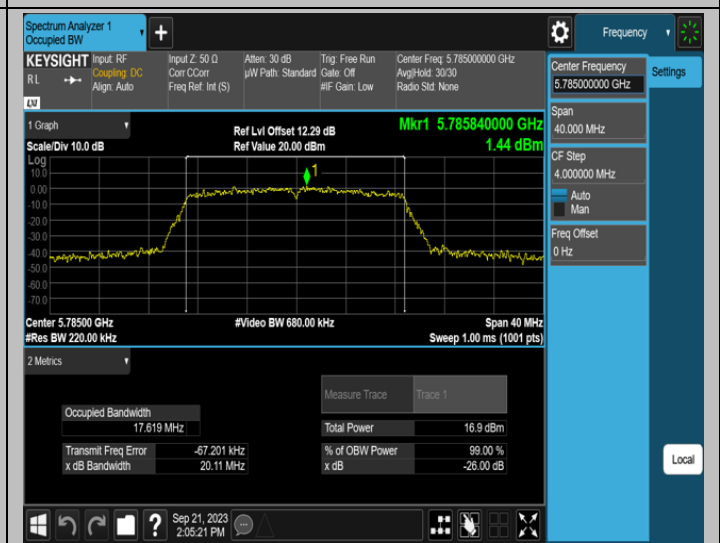 Spectrum Analyzer 1
Occupied BW
Frequency
KEYSIGHT
RL
LXI
Input: RF
Coupling: DC
Align: Auto
Input Z: 50 Ω
Corr CCorr
Freq Ref: Int (S)
Atten: 30 dB
µW Path: Standard
Trig: Free Run
Gate: Off
#IF Gain: Low
Center Freq: 5.785000000 GHz
Avg|Hold: 30/30
Radio Std: None
Center Frequency
5.785000000 GHz
Settings
Span
40.000 MHz
CF Step
4.000000 MHz
Auto
Man
Freq Offset
0 Hz
1 Graph
Scale/Div 10.0 dB
Ref Lvl Offset 12.29 dB
Ref Value 20.00 dBm
Mkr1 5.785840000 GHz
1.44 dBm
Log
10.0
0.00
-10.0
-20.0
-30.0
-40.0
-50.0
-60.0
-70.0
1
Center 5.78500 GHz
#Res BW 220.00 kHz
#Video BW 680.00 kHz
Span 40 MHz
Sweep 1.00 ms (1001 pts)
2 Metrics
Measure Trace
Trace 1
Occupied Bandwidth
17.619 MHz
Total Power
16.9 dBm
Transmit Freq Error
-67.201 kHz
% of OBW Power
99.00 %
x dB Bandwidth
20.11 MHz
x dB
-26.00 dB
Local
Sep 21, 2023
2:05:21 PM